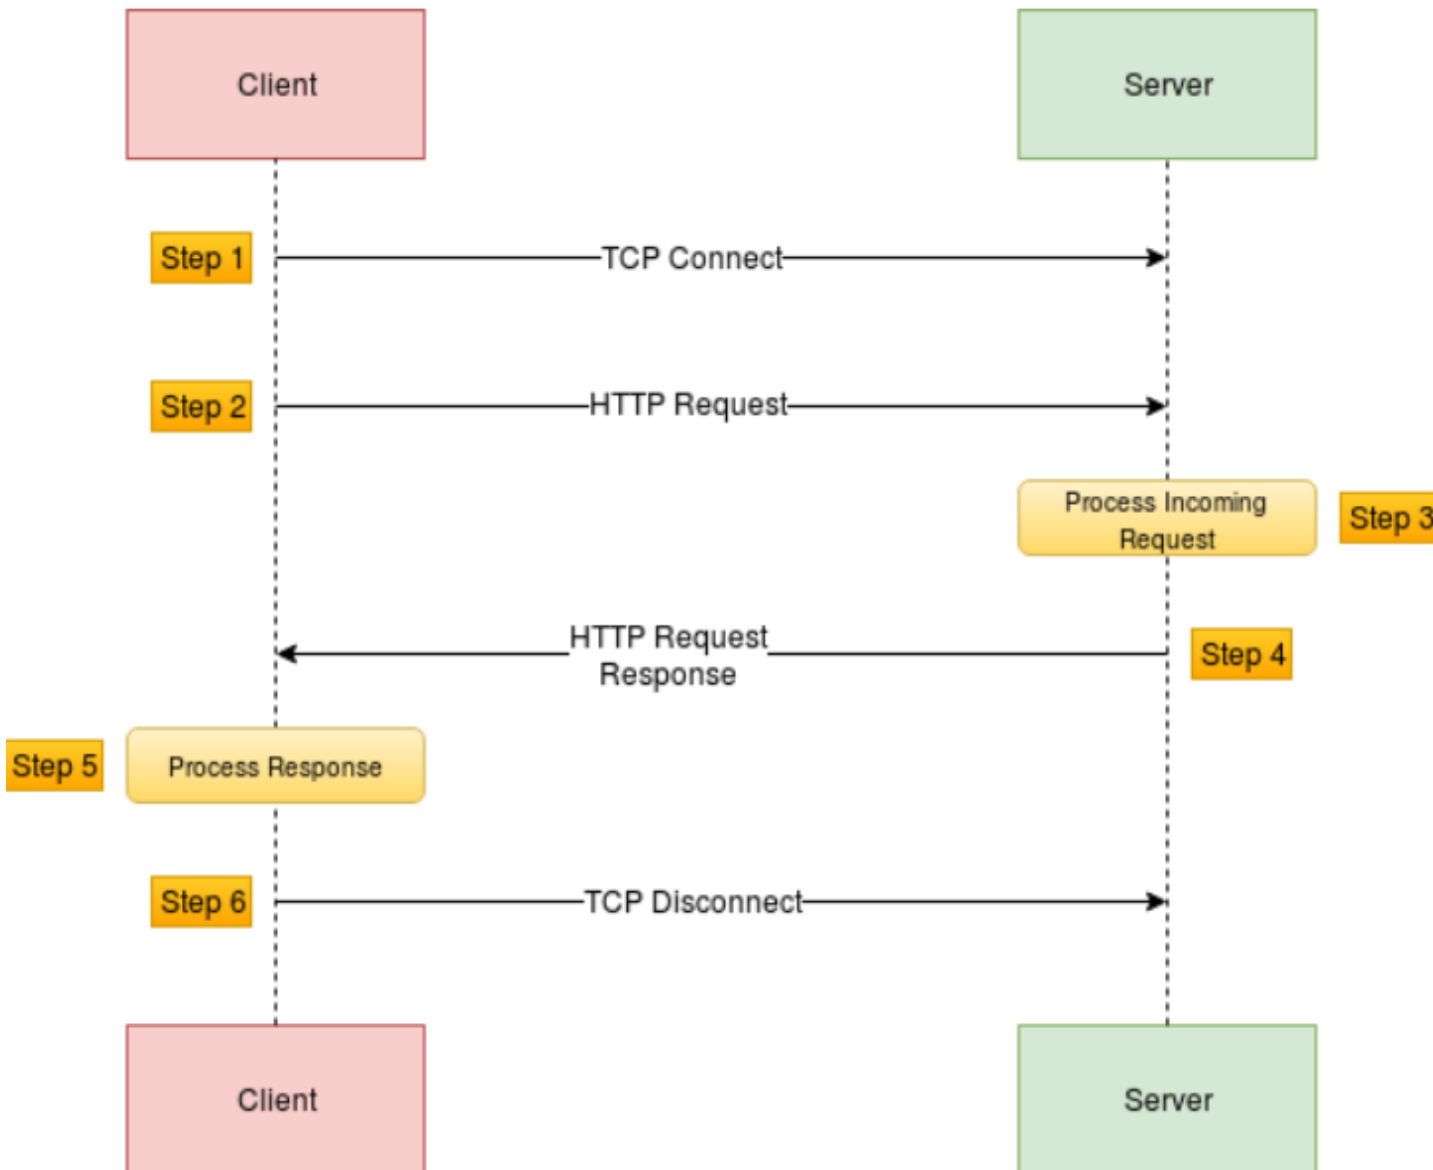 Client
Server
Step 1
TCP Connect
Step 2
HTTP Request
Process Incoming
Request
Step 3
HTTP Request
Response
Step 4
Step 5
Process Response
Step 6
TCP Disconnect
Client
Server